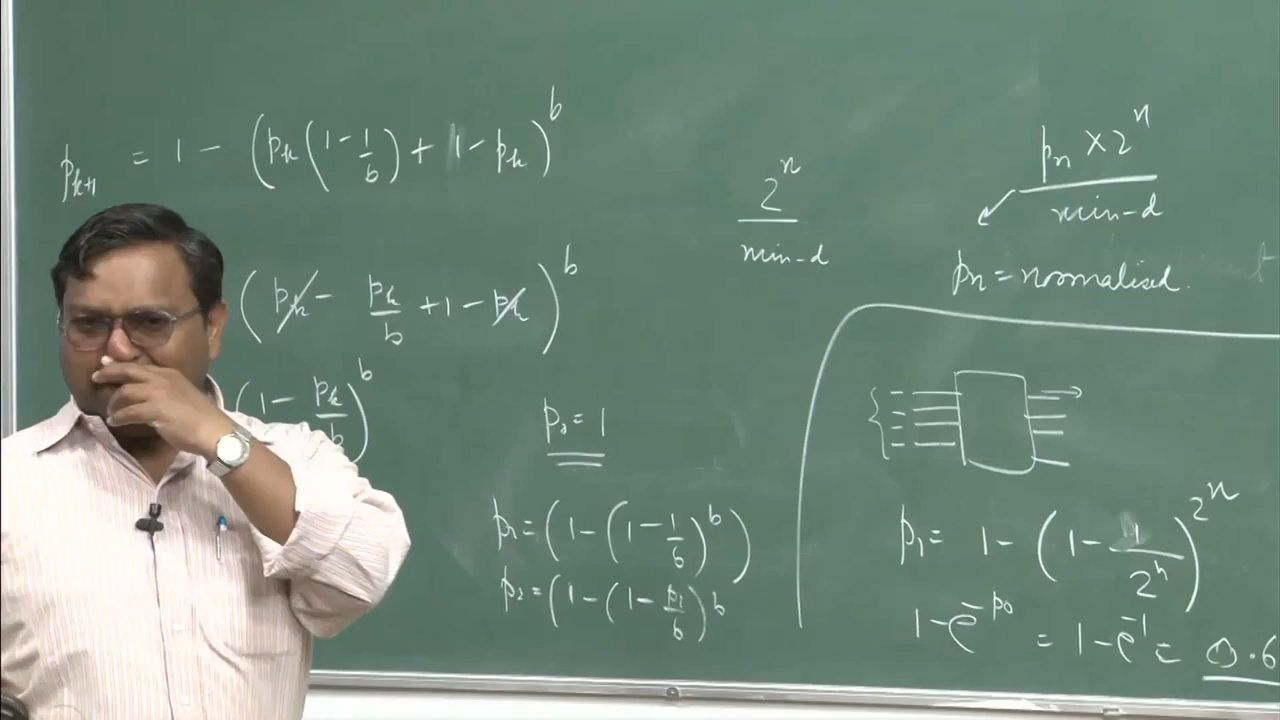 p_{k+1} = 1 - (p_k(1 - 1/b) + 1 - p_k)^b
(p_k - p_k/b + 1 - p_k)^b
(1 - p_k/b)^b
p_0 = 1
p_1 = (1 - (1 - 1/b)^b)
p_2 = (1 - (1 - p_1/b)^b
2^n / min-d
p_n × 2^n / min-d
p_n = normalised.
p_1 = 1 - (1 - 1/2^n)^{2^n}
1 - e^{-p_0} = 1 - e^{-1} = 0.6